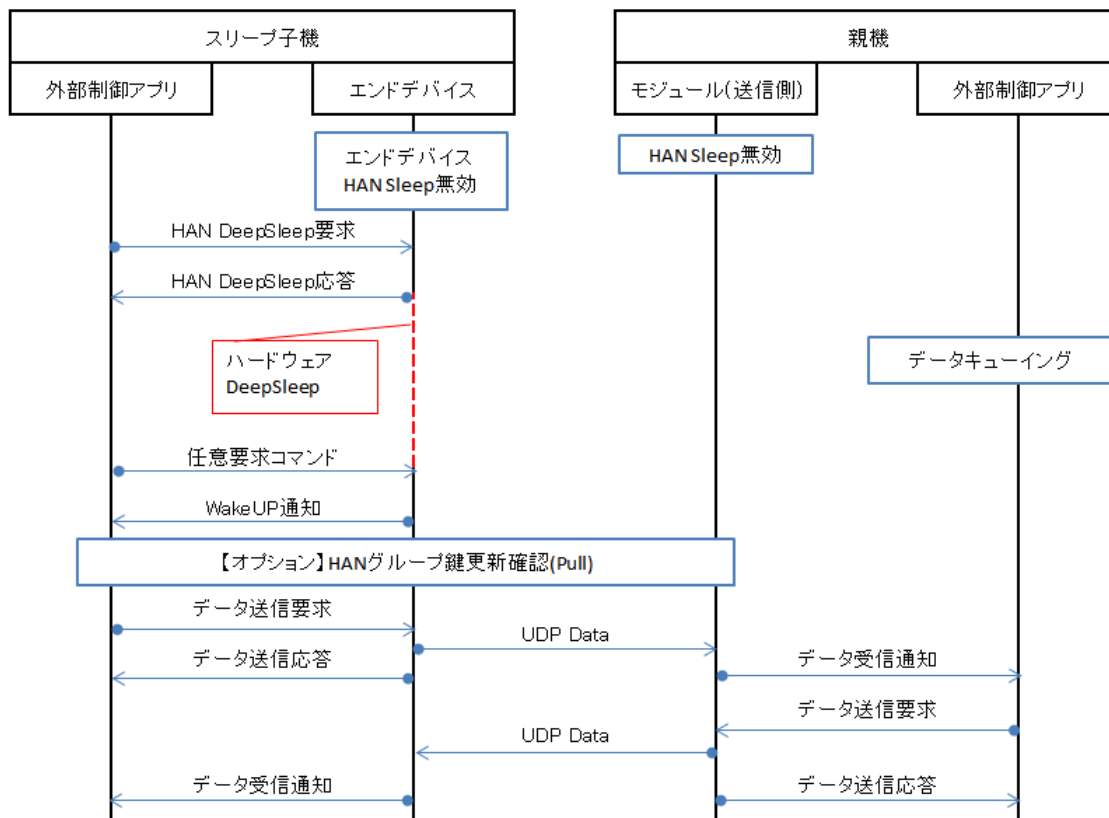 スリープ子機
親機
外部制御アプリ
エンドデバイス
モジュール(送信側)
外部制御アプリ
エンドデバイス
HAN Sleep無効
HAN Sleep無効
HAN DeepSleep要求
HAN DeepSleep応答
ハードウェア
DeepSleep
データキューイング
任意要求コマンド
WakeUP通知
【オプション】HANグループ鍵更新確認(Pull)
データ送信要求
UDP Data
データ送信応答
データ受信通知
データ送信要求
UDP Data
データ受信通知
データ送信応答